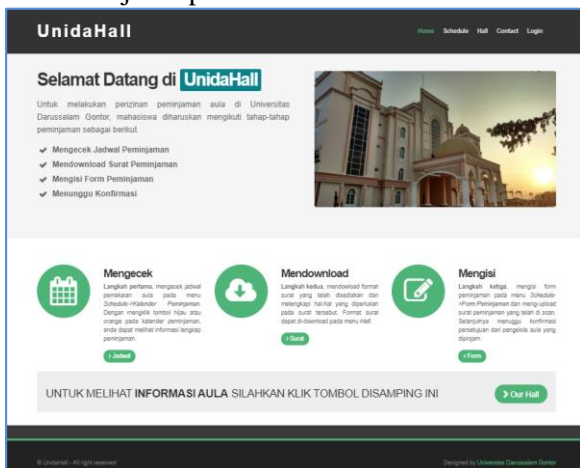 UnidaHall
Home Schedule Hall Contact Login
Selamat Datang di UnidaHall
Untuk melakukan perizinan peminjaman aula di Universitas
Darussalam Gontor, mahasiswa diharuskan mengikuti tahap-tahap
peminjaman sebagai berikut.
Mengecek Jadwal Peminjaman
Mendownload Surat Peminjaman
Mengisi Form Peminjaman
Menunggu Konfirmasi
Mengecek
Langkah pertama, mengecek jadwal
pemakaian aula pada menu
Schedule->Kalender Peminjaman.
Dengan mengklik tombol hijau atau
orange pada kalender peminjaman,
anda dapat melihat informasi lengkap
peminjaman.
Jadwal
Mendownload
Langkah kedua, mendowload format
surat yang telah disediakan dan
melengkapi hal-hal yang diperlukan
pada surat tersebut. Format surat
dapat di-download pada menu Hall.
Surat
Mengisi
Langkah ketiga, mengisi form
peminjaman pada menu Schedule-
>Form Peminjaman dan meng-upload
surat peminjaman yang telah di scan.
Selanjutnya menuggu konfirmasi
persetujuan dari pengelola aula yang
dipinjam.
Form
UNTUK MELIHAT INFORMASI AULA SILAHKAN KLIK TOMBOL DISAMPING INI
Our Hall
© UnidaHall - All right reserved
Designed by Universitas Darussalam Gontor